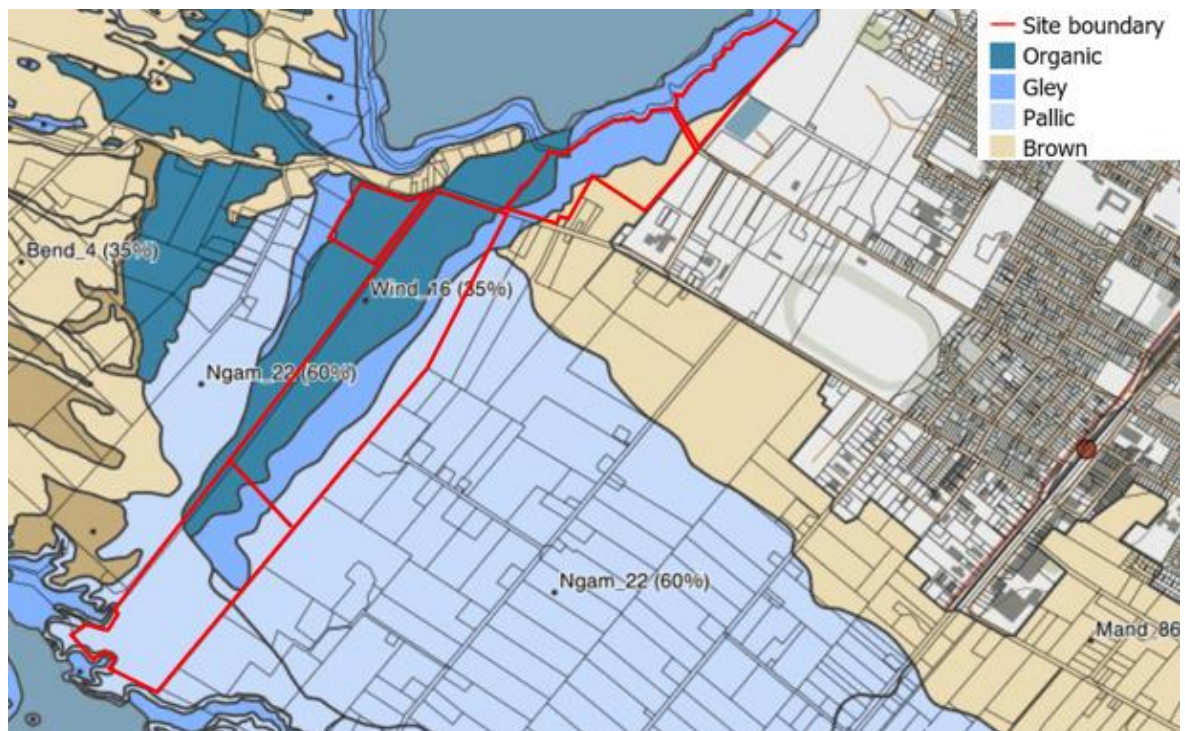 Site boundary
Organic
Gley
Pallic
Brown
Bend_4 (35%)
Wind_16 (35%)
Ngam_22 (60%)
Ngam_22 (60%)
Mand_86